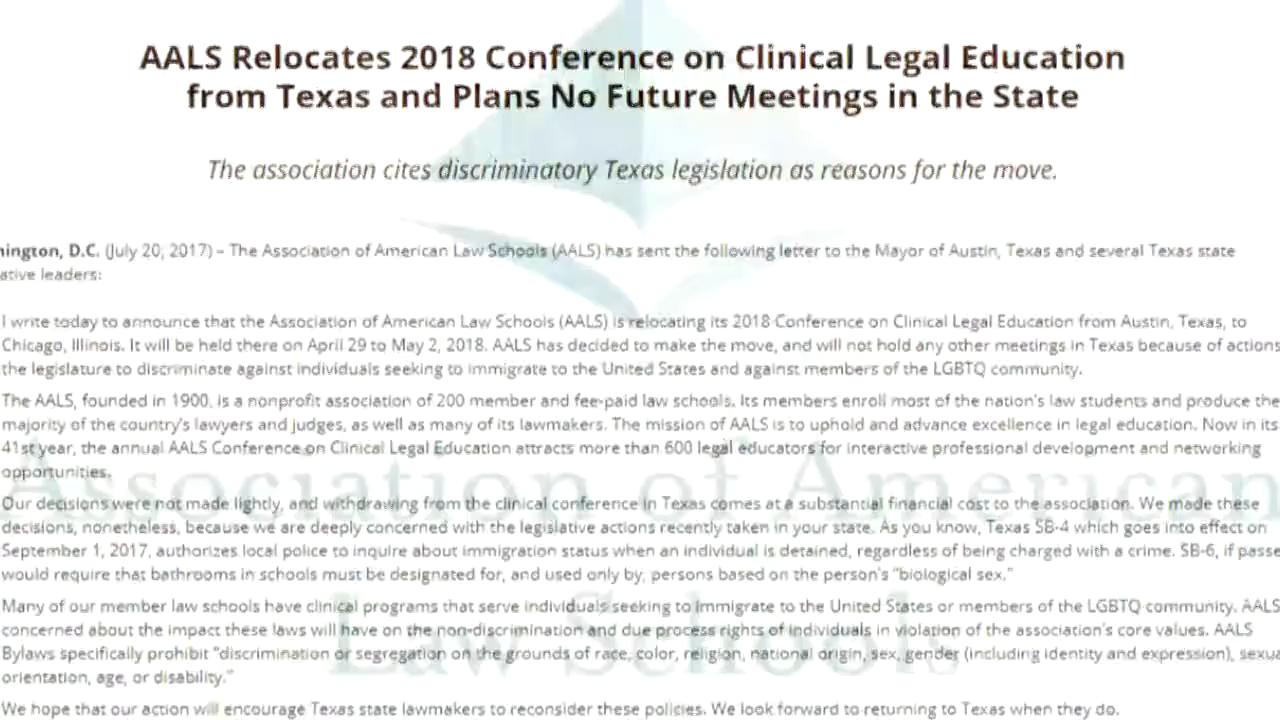 AALS Relocates 2018 Conference on Clinical Legal Education
from Texas and Plans No Future Meetings in the State
The association cites discriminatory Texas legislation as reasons for the move.
nington, D.C. (July 20, 2017) – The Association of American Law Schools (AALS) has sent the following letter to the Mayor of Austin, Texas and several Texas state
ative leaders:
I write today to announce that the Association of American Law Schools (AALS) is relocating its 2018 Conference on Clinical Legal Education from Austin, Texas, to
Chicago, Illinois. It will be held there on April 29 to May 2, 2018. AALS has decided to make the move, and will not hold any other meetings in Texas because of actions
the legislature to discriminate against individuals seeking to immigrate to the United States and against members of the LGBTQ community.
The AALS, founded in 1900, is a nonprofit association of 200 member and fee-paid law schools. Its members enroll most of the nation's law students and produce the
majority of the country's lawyers and judges, as well as many of its lawmakers. The mission of AALS is to uphold and advance excellence in legal education. Now in its
41st year, the annual AALS Conference on Clinical Legal Education attracts more than 600 legal educators for interactive professional development and networking
opportunities.
Our decisions were not made lightly, and withdrawing from the clinical conference in Texas comes at a substantial financial cost to the association. We made these
decisions, nonetheless, because we are deeply concerned with the legislative actions recently taken in your state. As you know, Texas SB-4 which goes into effect on
September 1, 2017, authorizes local police to inquire about immigration status when an individual is detained, regardless of being charged with a crime. SB-6, if passe
would require that bathrooms in schools must be designated for, and used only by, persons based on the person's "biological sex."
Many of our member law schools have clinical programs that serve individuals seeking to immigrate to the United States or members of the LGBTQ community. AALS
concerned about the impact these laws will have on the non-discrimination and due process rights of individuals in violation of the association's core values. AALS
Bylaws specifically prohibit "discrimination or segregation on the grounds of race, color, religion, national origin, sex, gender (including identity and expression), sexua
orientation, age, or disability."
We hope that our action will encourage Texas state lawmakers to reconsider these policies. We look forward to returning to Texas when they do.
Association of American
Law Schools